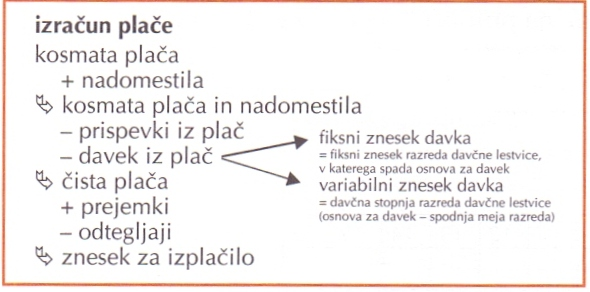 izračun plače
kosmata plača
+ nadomestila
kosmata plača in nadomestila
– prispevki iz plač
– davek iz plač
fiksni znesek davka
= fiksni znesek razreda davčne lestvice,
v katerega spada osnova za davek
variabilni znesek davka
= davčna stopnja razreda davčne lestvice
(osnova za davek – spodnja meja razreda)
čista plača
+ prejemki
– odtegljaji
znesek za izplačilo